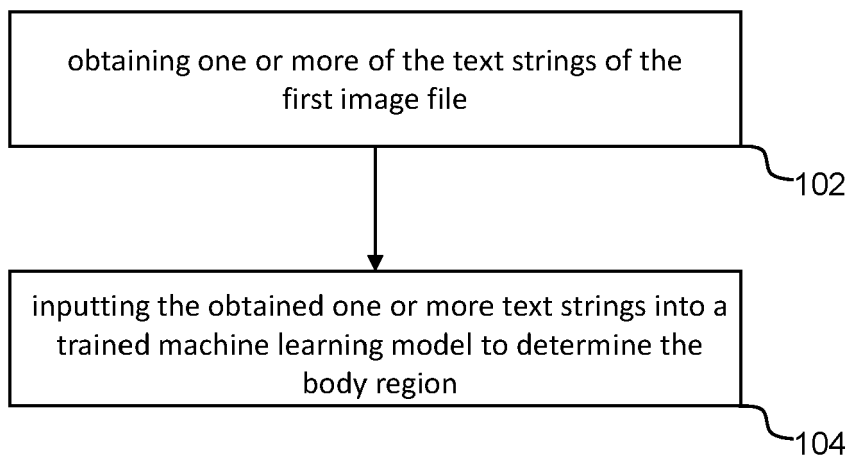 obtaining one or more of the text strings of the
first image file
102
inputting the obtained one or more text strings into a
trained machine learning model to determine the
body region
104